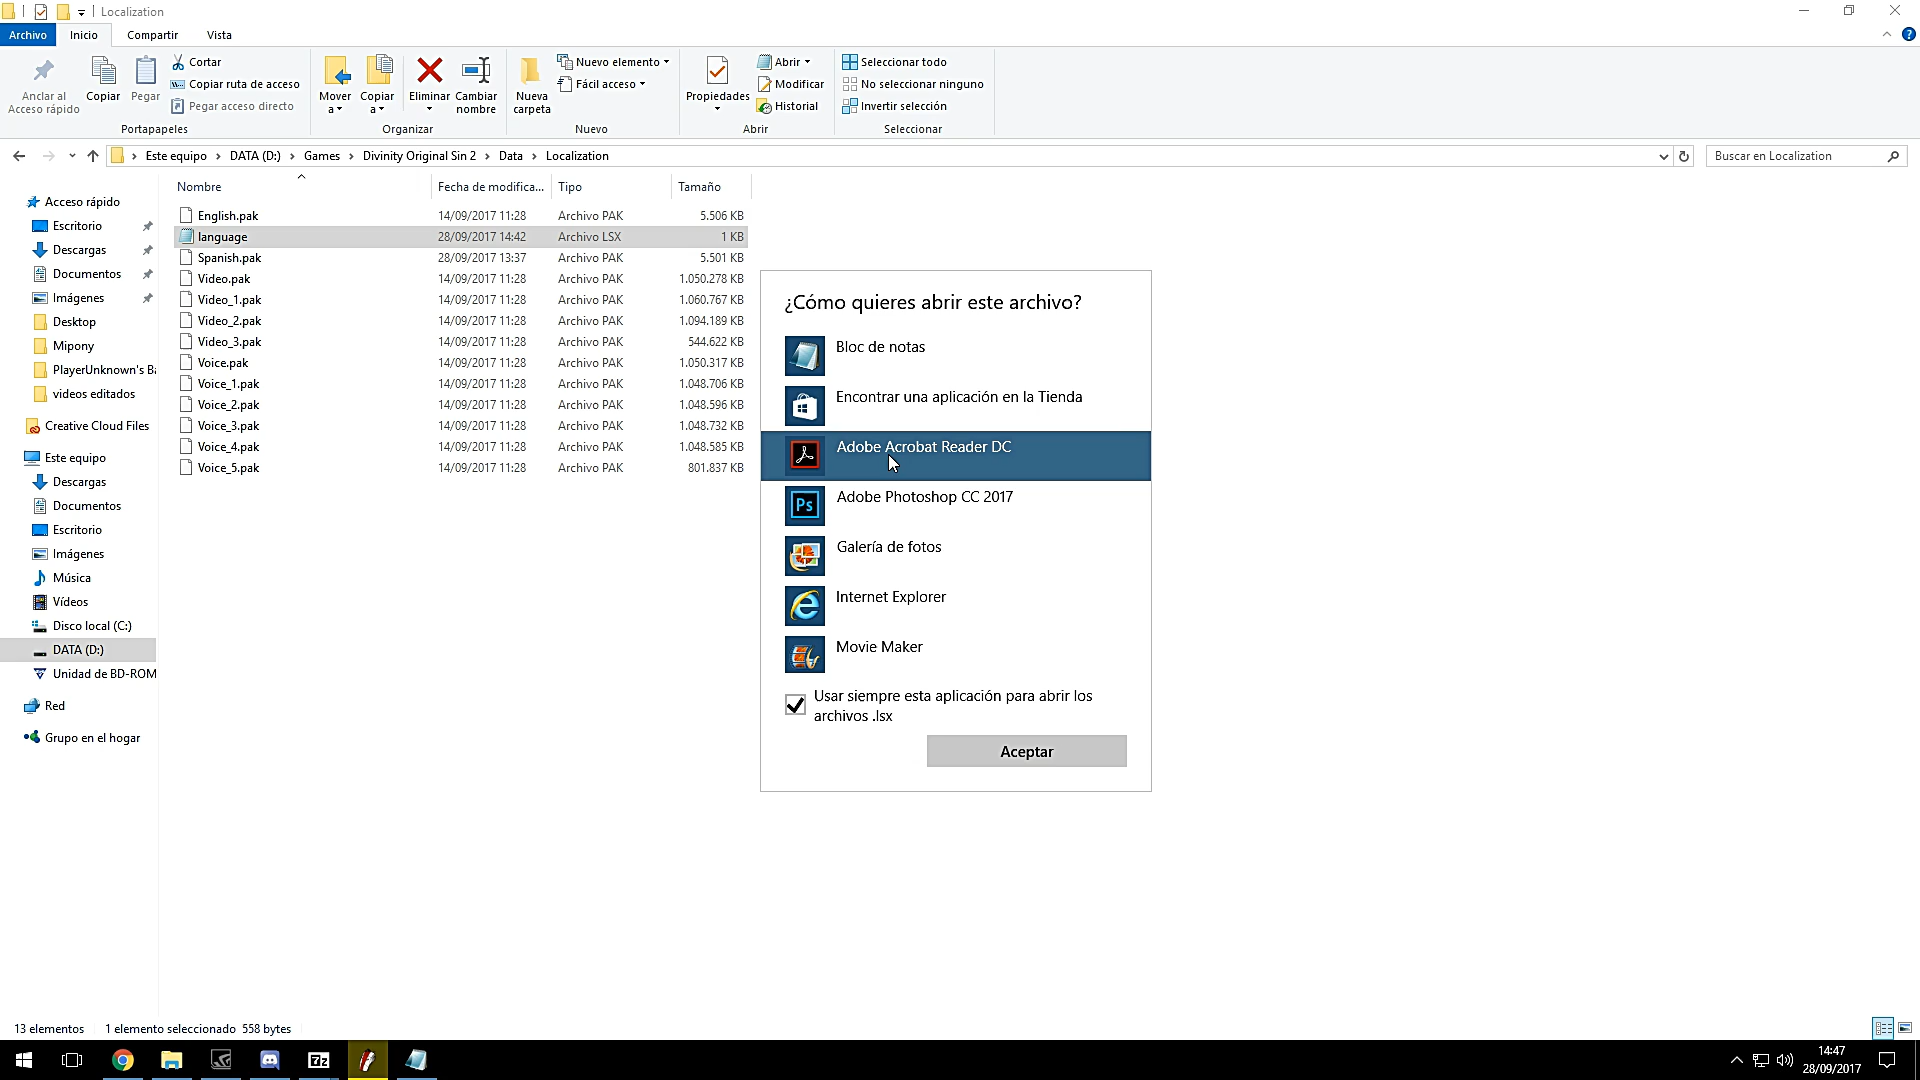 Localization
Archivo Inicio Compartir Vista
Anclar al Acceso rápido
Copiar
Pegar
Cortar
Copiar ruta de acceso
Pegar acceso directo
Portapapeles
Mover a
Copiar a
Eliminar
Cambiar nombre
Organizar
Nueva carpeta
Nuevo elemento
Fácil acceso
Nuevo
Propiedades
Abrir
Modificar
Historial
Abrir
Seleccionar todo
No seleccionar ninguno
Invertir selección
Seleccionar
Este equipo > DATA (D:) > Games > Divinity Original Sin 2 > Data > Localization
Buscar en Localization
Acceso rápido
Escritorio
Descargas
Documentos
Imágenes
Desktop
Mipony
PlayerUnknown's Ba
videos editados
Creative Cloud Files
Este equipo
Descargas
Documentos
Escritorio
Imágenes
Música
Vídeos
Disco local (C:)
DATA (D:)
Unidad de BD-ROM
Red
Grupo en el hogar
Nombre Fecha de modifica... Tipo Tamaño
English.pak 14/09/2017 11:28 Archivo PAK 5.506 KB
language 28/09/2017 14:42 Archivo LSX 1 KB
Spanish.pak 28/09/2017 13:37 Archivo PAK 5.501 KB
Video.pak 14/09/2017 11:28 Archivo PAK 1.050.278 KB
Video_1.pak 14/09/2017 11:28 Archivo PAK 1.060.767 KB
Video_2.pak 14/09/2017 11:28 Archivo PAK 1.094.189 KB
Video_3.pak 14/09/2017 11:28 Archivo PAK 544.622 KB
Voice.pak 14/09/2017 11:28 Archivo PAK 1.050.317 KB
Voice_1.pak 14/09/2017 11:28 Archivo PAK 1.048.706 KB
Voice_2.pak 14/09/2017 11:28 Archivo PAK 1.048.596 KB
Voice_3.pak 14/09/2017 11:28 Archivo PAK 1.048.732 KB
Voice_4.pak 14/09/2017 11:28 Archivo PAK 1.048.585 KB
Voice_5.pak 14/09/2017 11:28 Archivo PAK 801.837 KB
¿Cómo quieres abrir este archivo?
Bloc de notas
Encontrar una aplicación en la Tienda
Adobe Acrobat Reader DC
Ps
Adobe Photoshop CC 2017
Galería de fotos
Internet Explorer
Movie Maker
Usar siempre esta aplicación para abrir los
archivos .lsx
Aceptar
13 elementos 1 elemento seleccionado 558 bytes
7z
14:47
28/09/2017